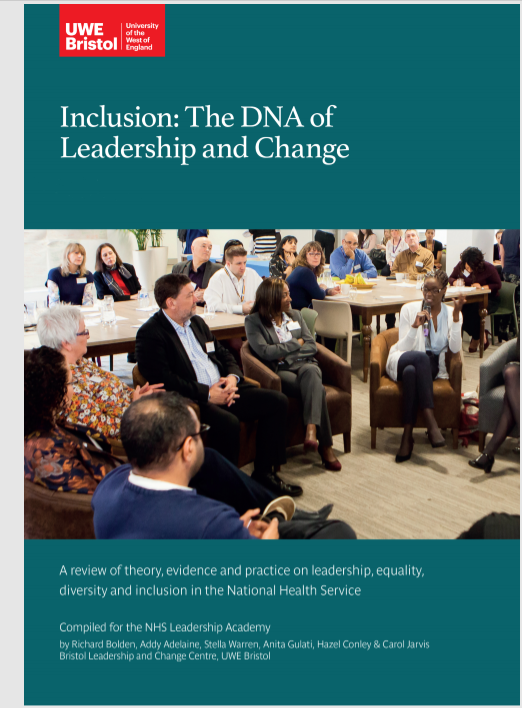 UWE
Bristol
University
of the
West of
England
Inclusion: The DNA of
Leadership and Change
A review of theory, evidence and practice on leadership, equality,
diversity and inclusion in the National Health Service
Compiled for the NHS Leadership Academy
by Richard Bolden, Addy Adelaine, Stella Warren, Anita Gulati, Hazel Conley & Carol Jarvis
Bristol Leadership and Change Centre, UWE Bristol